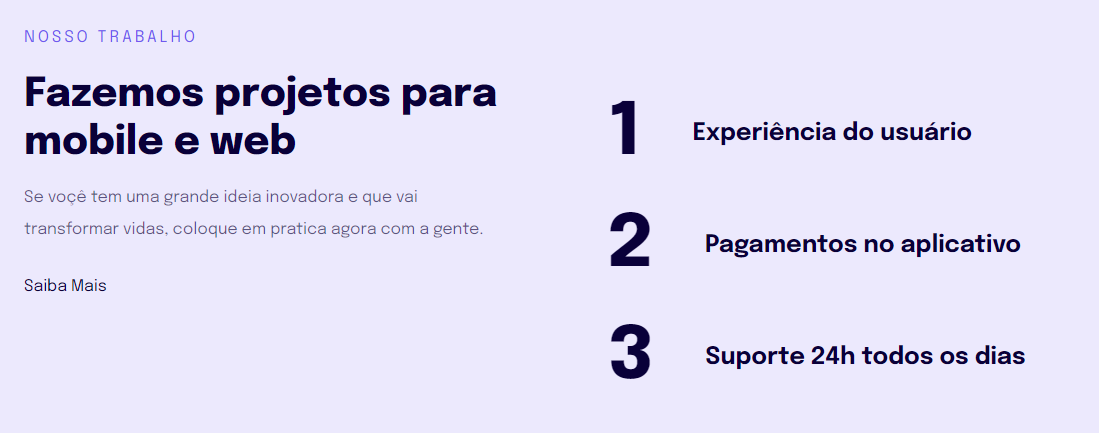 NOSSO TRABALHO
Fazemos projetos para
mobile e web
Se voçê tem uma grande ideia inovadora e que vai
transformar vidas, coloque em pratica agora com a gente.
Saiba Mais
1 Experiência do usuário
2 Pagamentos no aplicativo
3 Suporte 24h todos os dias